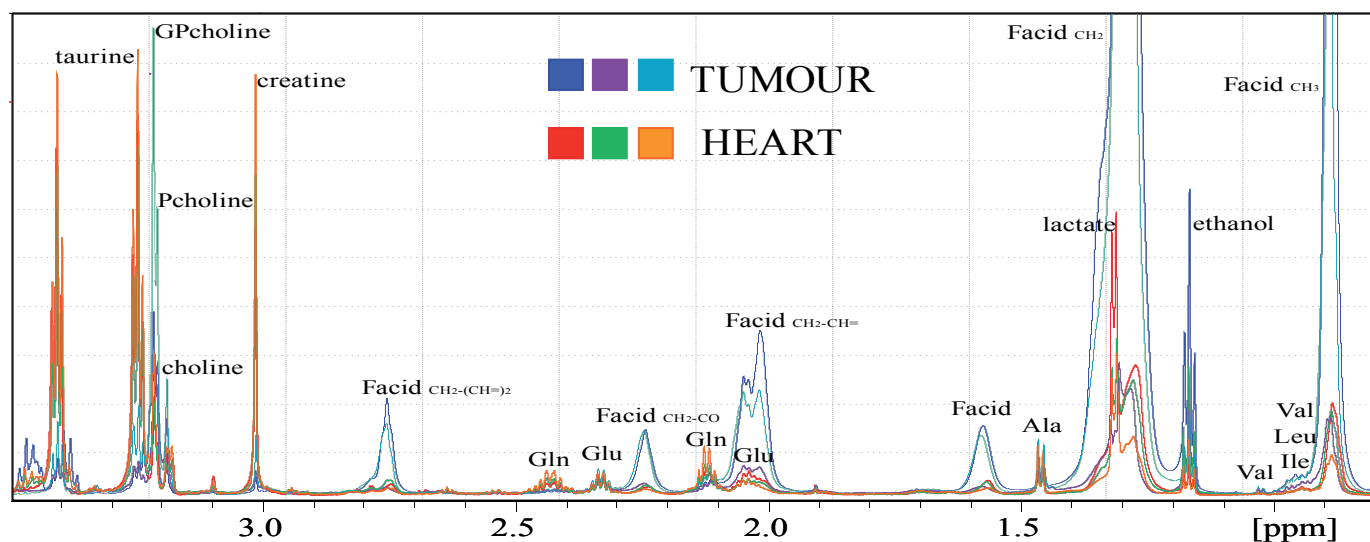 GPcholine
taurine
creatine
Pcholine
choline
TUMOUR
HEART
Facid CH2
Facid CH3
lactate
ethanol
Facid CH2-CH=
Facid CH2-(CH=)2
Facid CH2-CO
Facid
Gln
Glu
Gln
Glu
Ala
Val
Leu
Ile
Val
3.0 2.5 2.0 1.5 [ppm]